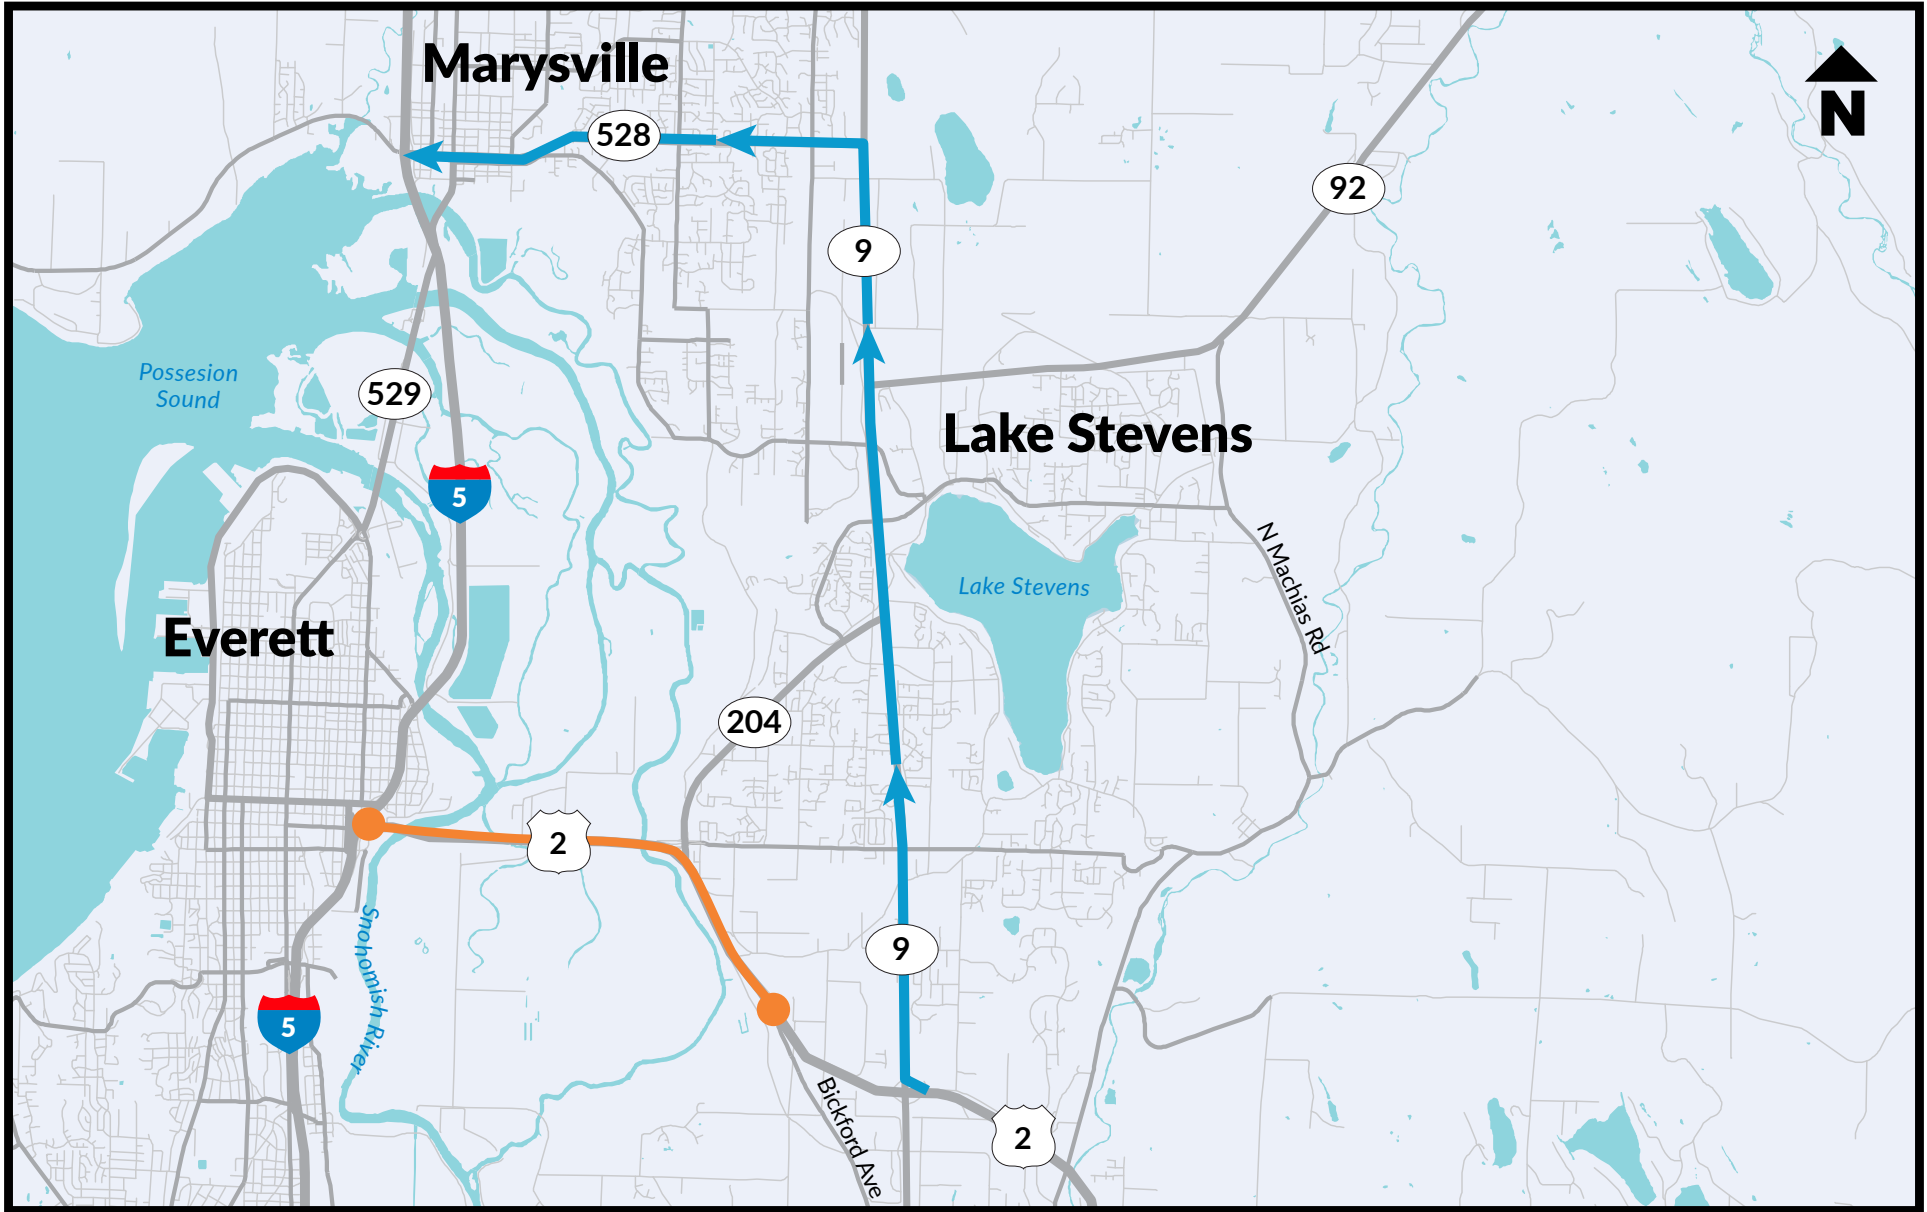 Marysville
N
528
92
9
Possesion
Sound
529
Lake Stevens
5
N Machias Rd
Lake Stevens
Everett
204
2
9
Snohomish River
5
Bickford Ave
2